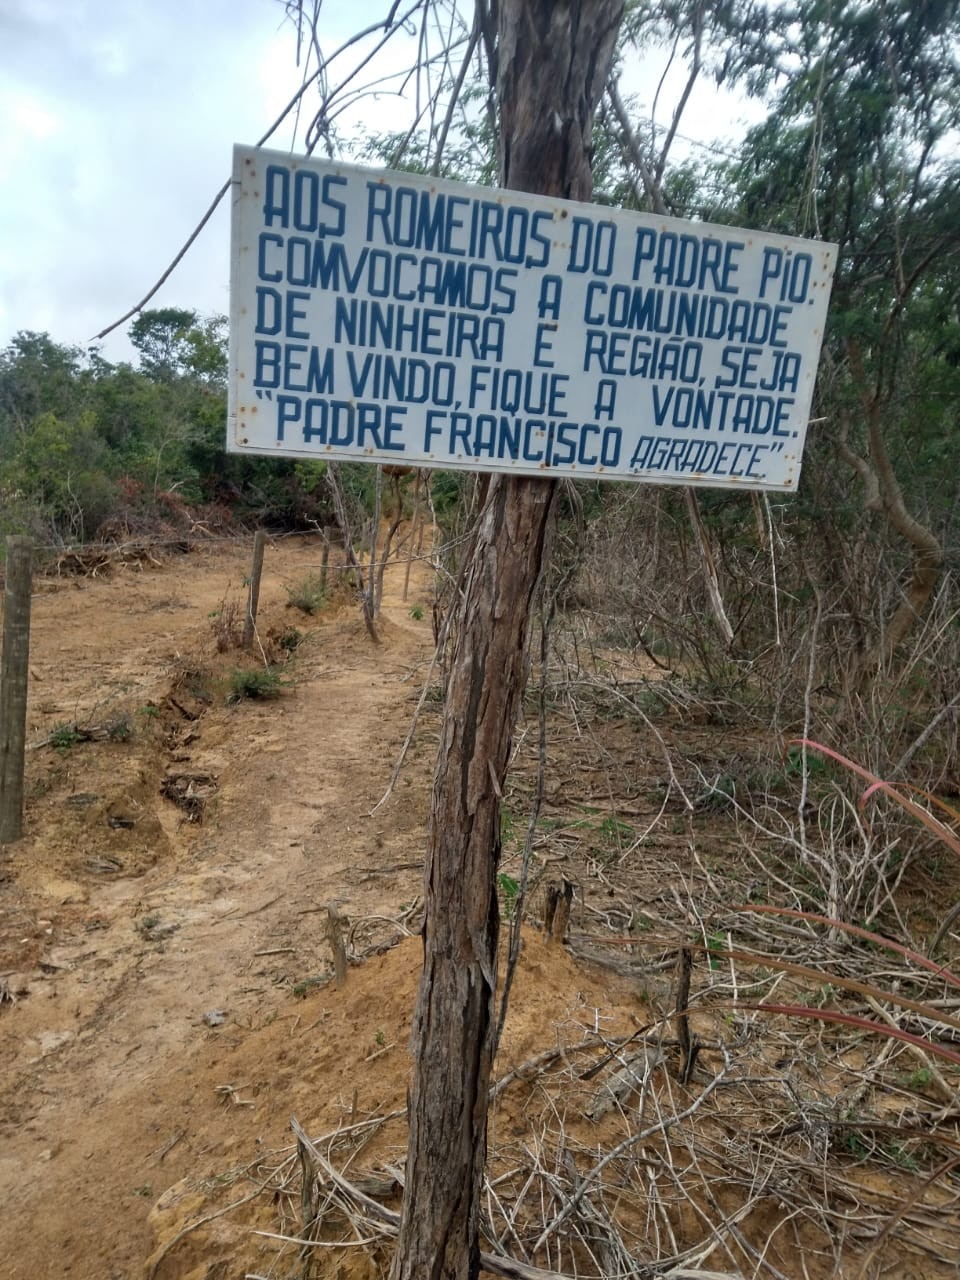 AOS ROMEIROS DO PADRE PIO.
COMVOCAMOS A COMUNIDADE
DE NINHEIRA E REGIÃO, SEJA
BEM VINDO, FIQUE A VONTADE.
"PADRE FRANCISCO AGRADECE"